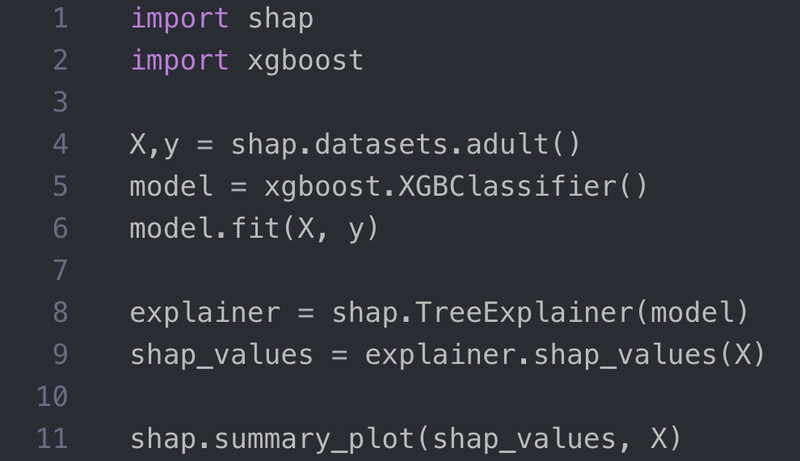 1 import shap
2 import xgboost
3
4 X,y = shap.datasets.adult()
5 model = xgboost.XGBClassifier()
6 model.fit(X, y)
7
8 explainer = shap.TreeExplainer(model)
9 shap_values = explainer.shap_values(X)
10
11 shap.summary_plot(shap_values, X)